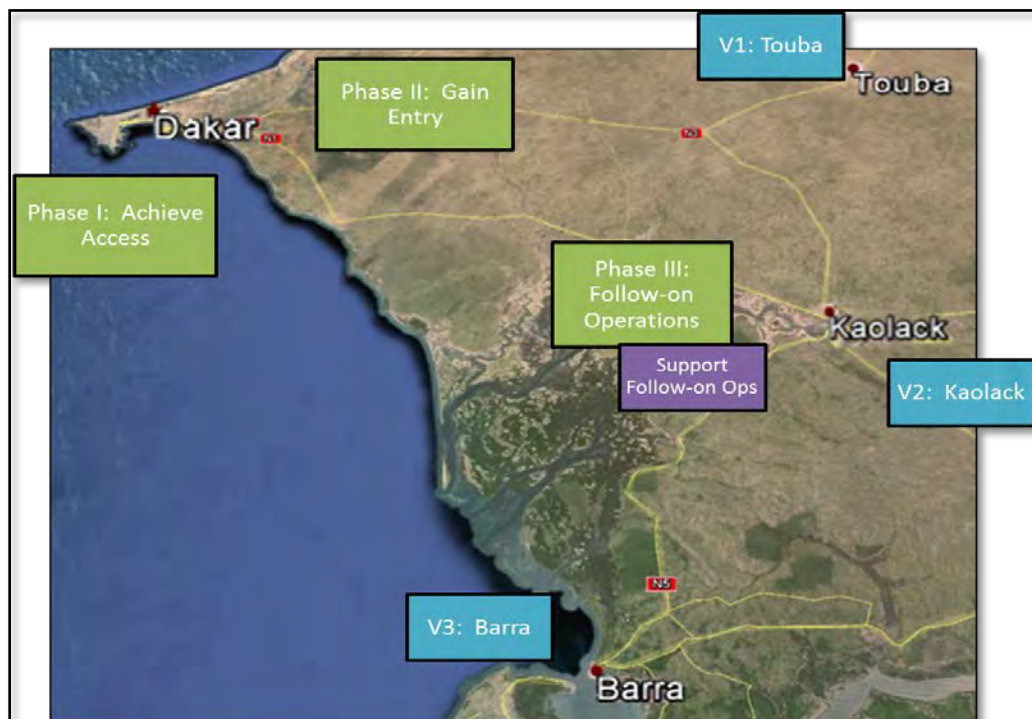 V1: Touba
Touba
Phase II: Gain
Entry
Dakar
N1
N3
Phase I: Achieve
Access
Phase III:
Follow-on
Operations
Kaolack
Support
Follow-on Ops
V2: Kaolack
N5
V3: Barra
Barra